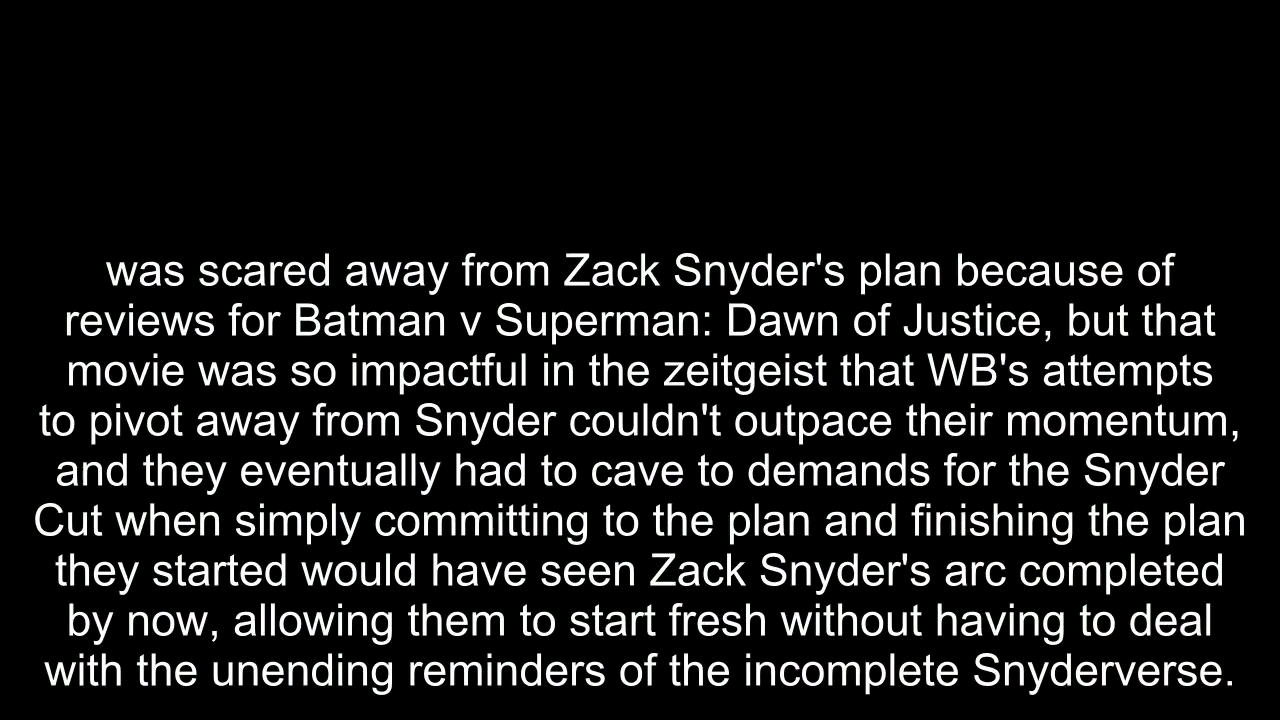 was scared away from Zack Snyder's plan because of
reviews for Batman v Superman: Dawn of Justice, but that
movie was so impactful in the zeitgeist that WB's attempts
to pivot away from Snyder couldn't outpace their momentum,
and they eventually had to cave to demands for the Snyder
Cut when simply committing to the plan and finishing the plan
they started would have seen Zack Snyder's arc completed
by now, allowing them to start fresh without having to deal
with the unending reminders of the incomplete Snyderverse.